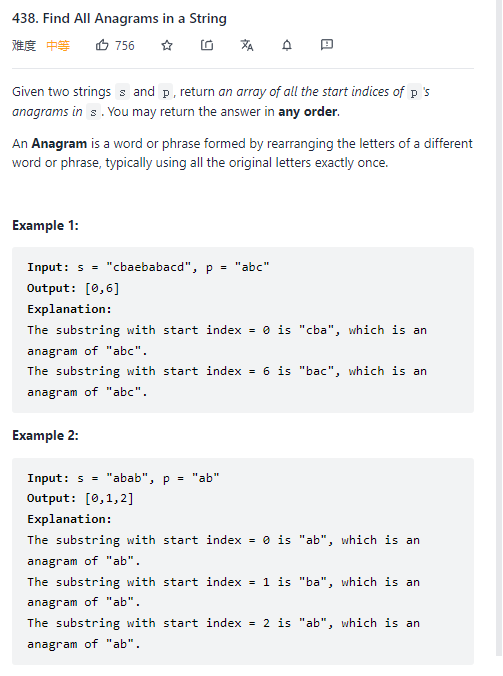 438. Find All Anagrams in a String
难度 中等 756
Given two strings s and p, return an array of all the start indices of p 's
anagrams in s. You may return the answer in any order.
An Anagram is a word or phrase formed by rearranging the letters of a different
word or phrase, typically using all the original letters exactly once.
Example 1:
Input: s = "cbaebabacd", p = "abc"
Output: [0,6]
Explanation:
The substring with start index = 0 is "cba", which is an
anagram of "abc".
The substring with start index = 6 is "bac", which is an
anagram of "abc".
Example 2:
Input: s = "abab", p = "ab"
Output: [0,1,2]
Explanation:
The substring with start index = 0 is "ab", which is an
anagram of "ab".
The substring with start index = 1 is "ba", which is an
anagram of "ab".
The substring with start index = 2 is "ab", which is an
anagram of "ab".